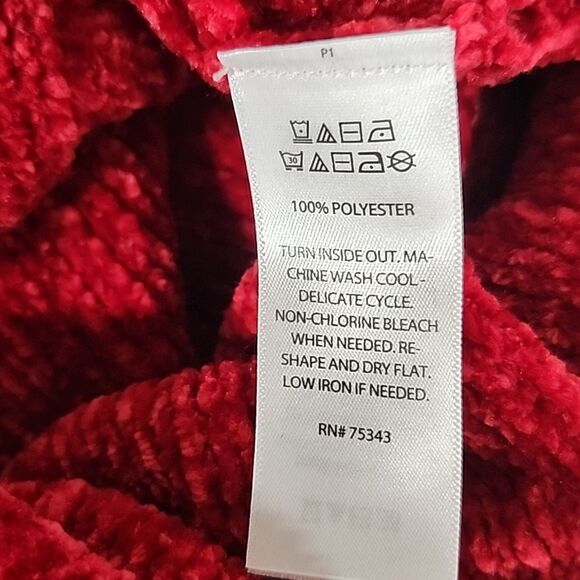 P1
30
100% POLYESTER
TURN INSIDE OUT. MA-
CHINE WASH COOL -
DELICATE CYCLE.
NON-CHLORINE BLEACH
WHEN NEEDED. RE-
SHAPE AND DRY FLAT.
LOW IRON IF NEEDED.
RN# 75343